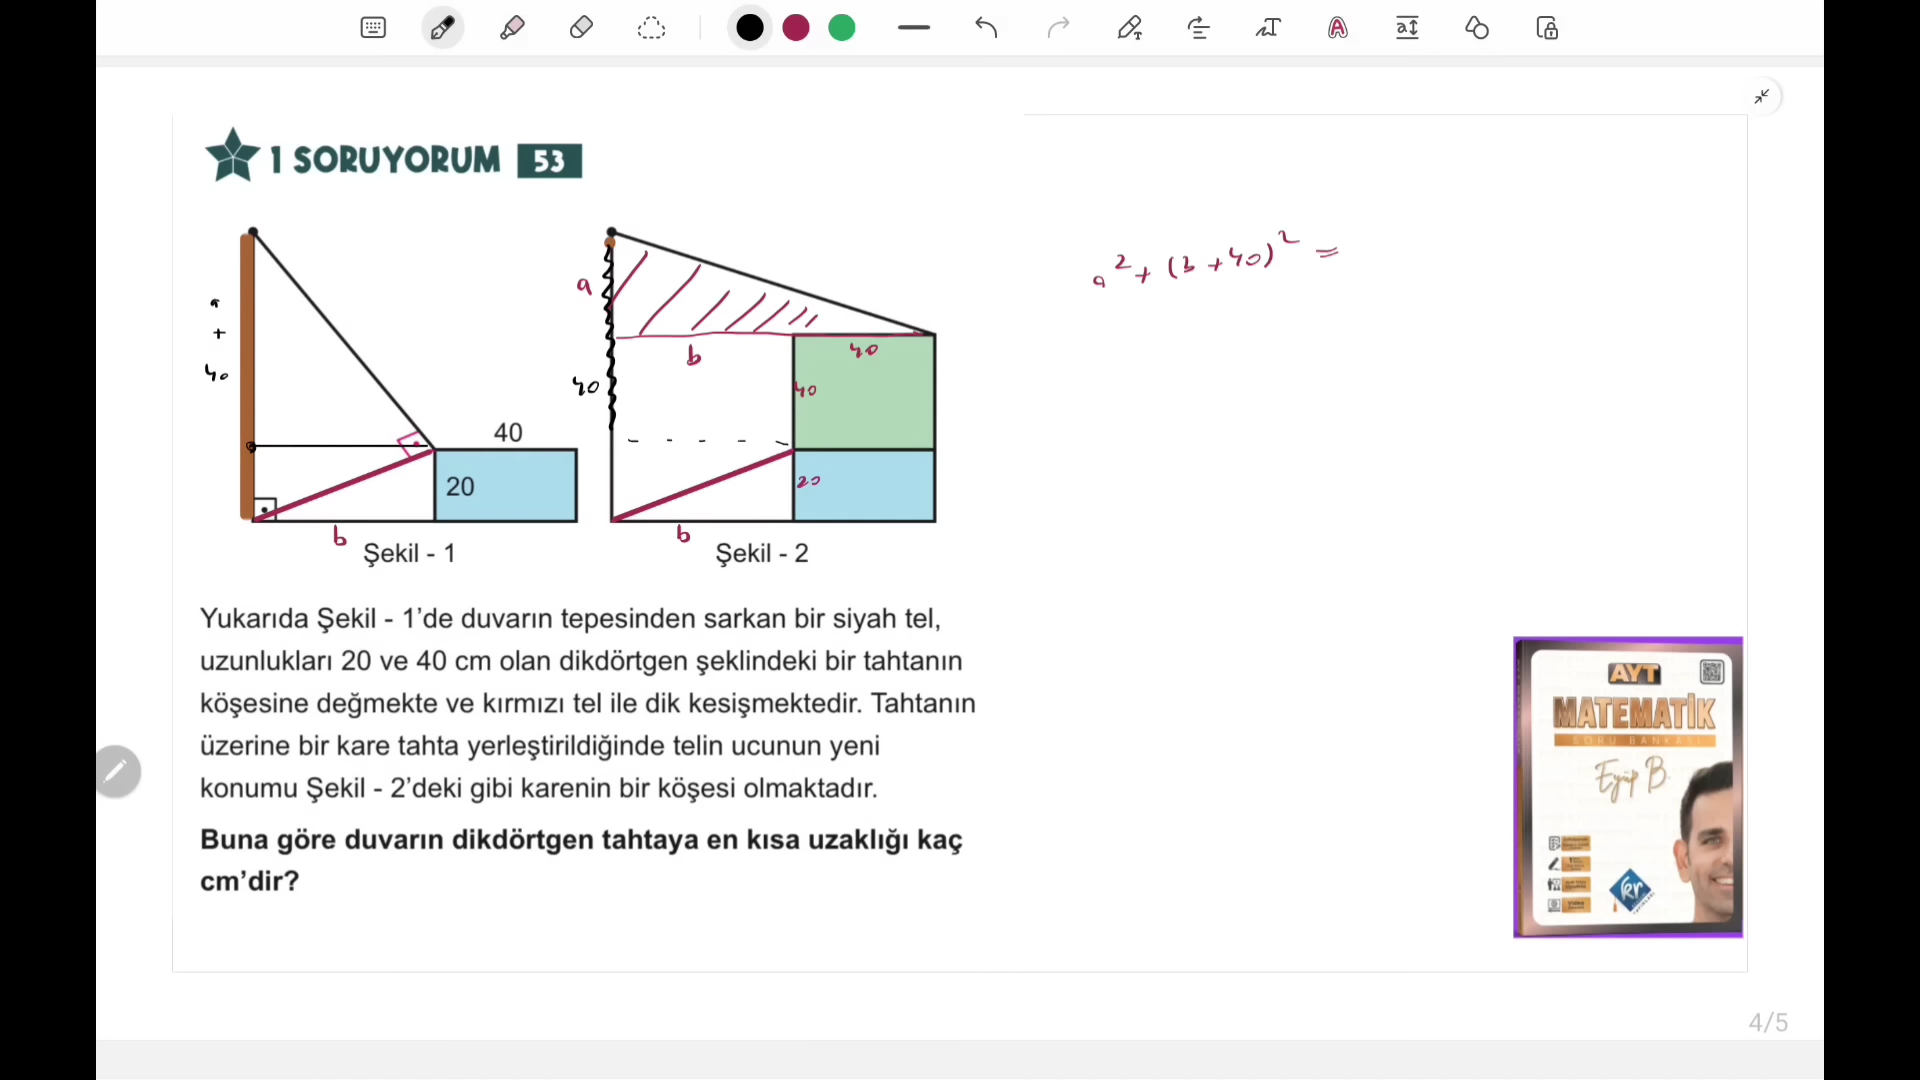 1 SORUYORUM 53
a
+
40
40
20
b
Şekil - 1
a
40
b
40
40
20
b
Şekil - 2
a² + (b + 40)² =
Yukarıda Şekil - 1’de duvarın tepesinden sarkan bir siyah tel,
uzunlukları 20 ve 40 cm olan dikdörtgen şeklindeki bir tahtanın
köşesine değmekte ve kırmızı tel ile dik kesişmektedir. Tahtanın
üzerine bir kare tahta yerleştirildiğinde telin ucunun yeni
konumu Şekil - 2’deki gibi karenin bir köşesi olmaktadır.
Buna göre duvarın dikdörtgen tahtaya en kısa uzaklığı kaç
cm’dir?
AYT
MATEMATİK
SORU BANKASI
Eyüp B.
kr
4/5